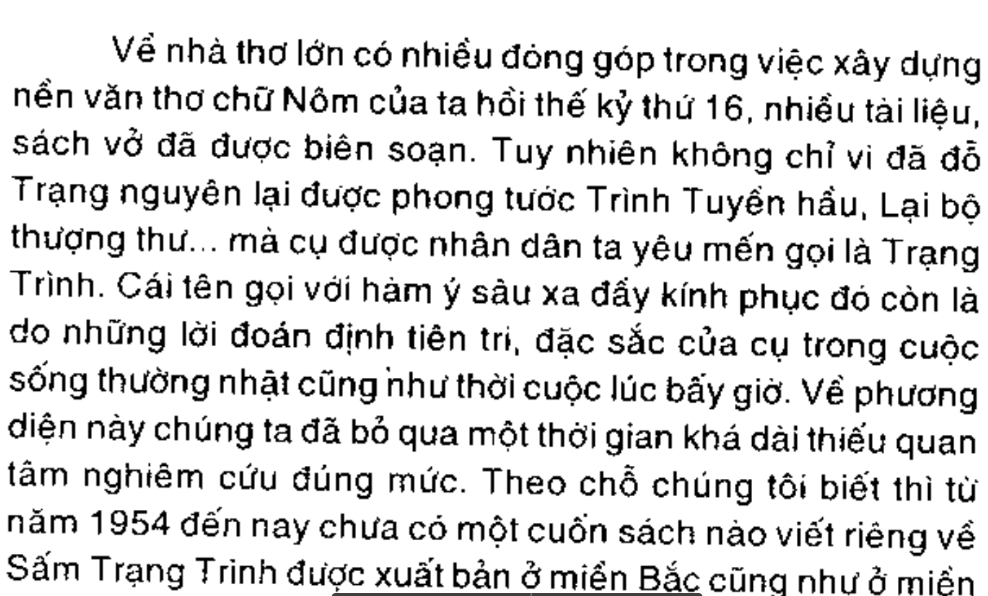 Về nhà thơ lớn có nhiều đóng góp trong việc xây dựng
nền văn thơ chữ Nôm của ta hồi thế kỷ thứ 16, nhiều tài liệu,
sách vở đã được biên soạn. Tuy nhiên không chỉ vì đã đỗ
Trạng nguyên lại được phong tước Trình Tuyền hầu, Lại bộ
thượng thư... mà cụ được nhân dân ta yêu mến gọi là Trạng
Trình. Cái tên gọi với hàm ý sâu xa đầy kính phục đó còn là
do những lời đoán định tiên tri, đặc sắc của cụ trong cuộc
sống thường nhật cũng như thời cuộc lúc bấy giờ. Về phương
diện này chúng ta đã bỏ qua một thời gian khá dài thiếu quan
tâm nghiêm cứu đúng mức. Theo chỗ chúng tôi biết thì từ
năm 1954 đến nay chưa có một cuốn sách nào viết riêng về
Sấm Trạng Trình được xuất bản ở miền Bắc cũng như ở miền